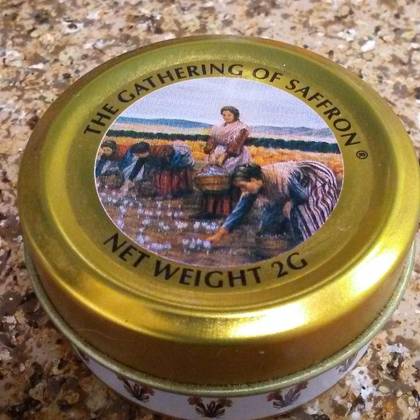 THE GATHERING OF SAFFRON ®
NET WEIGHT 2G